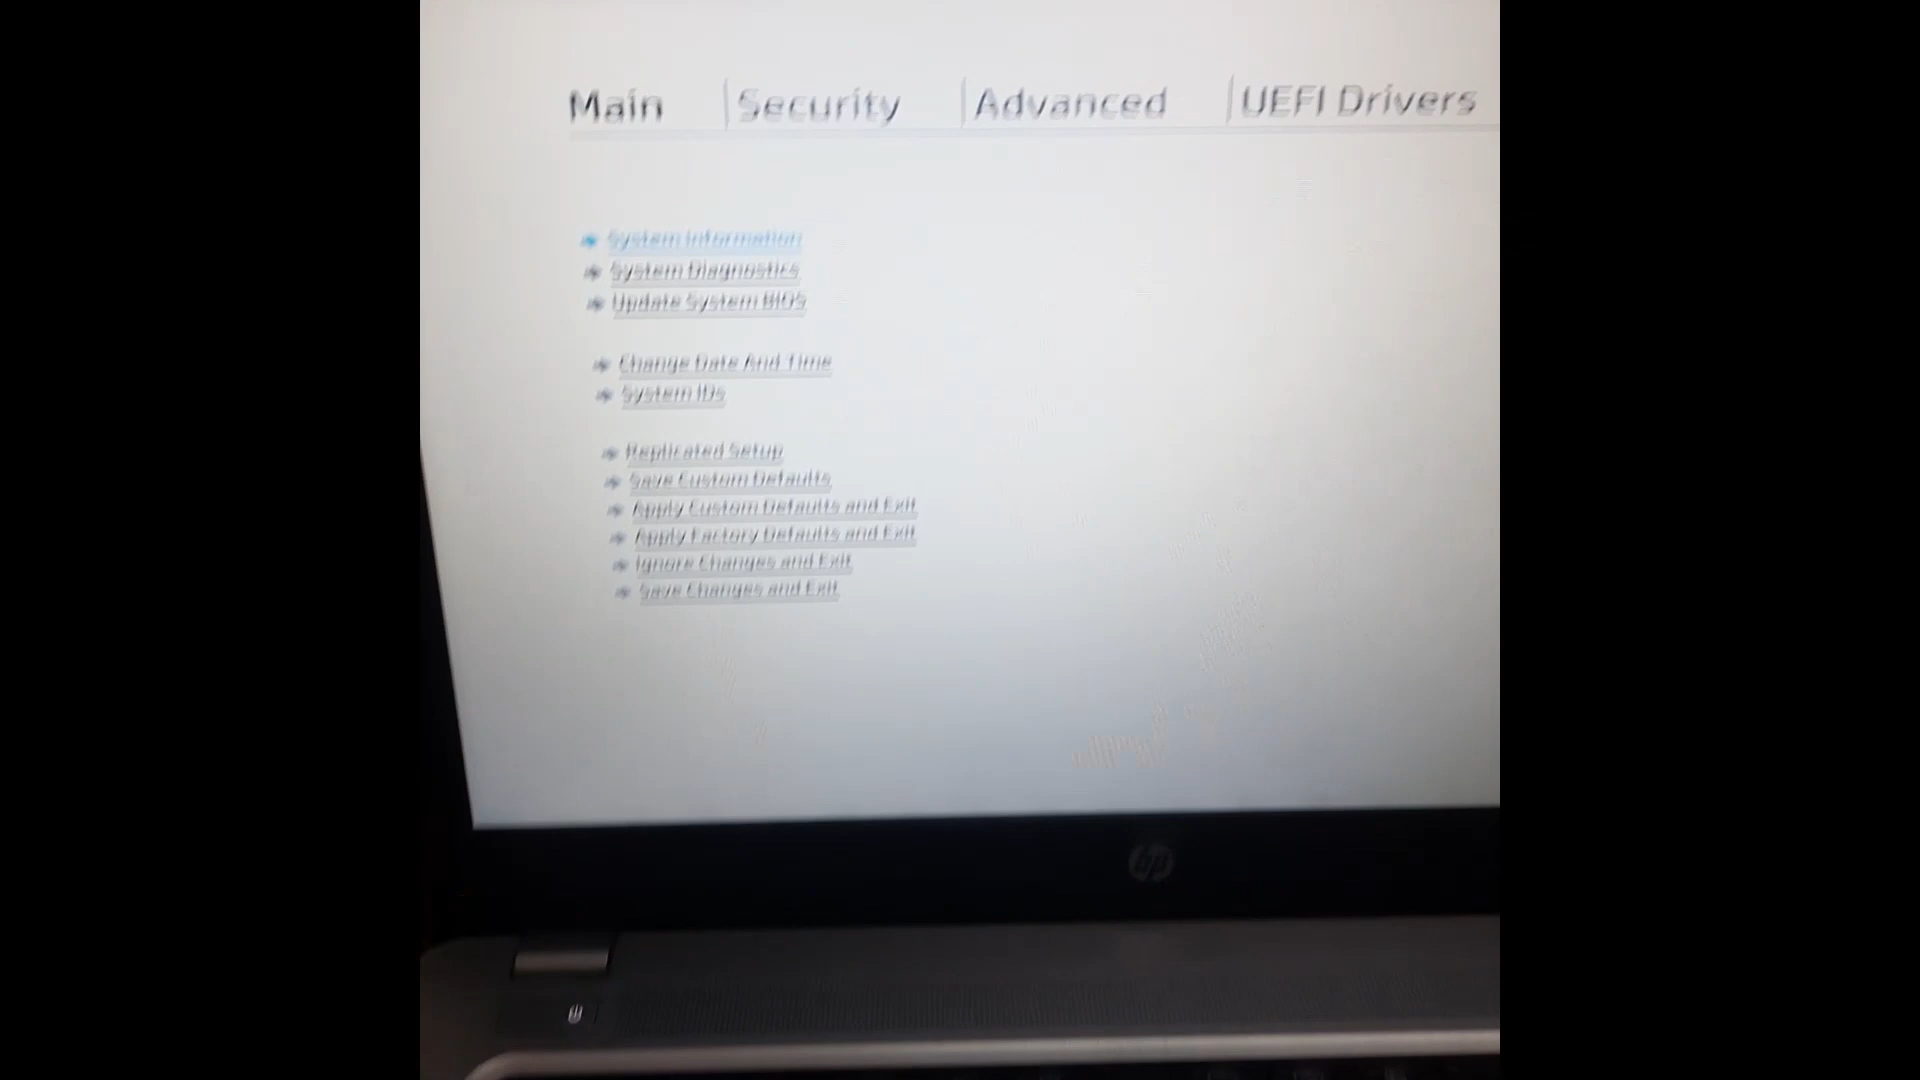 Main Security Advanced UEFI Drivers
System Information
System Diagnostics
Update System BIOS
Change Date And Time
System IDs
Replicated Setup
Save Custom Defaults
Apply Custom Defaults and Exit
Apply Factory Defaults and Exit
Ignore Changes and Exit
Save Changes and Exit
hp